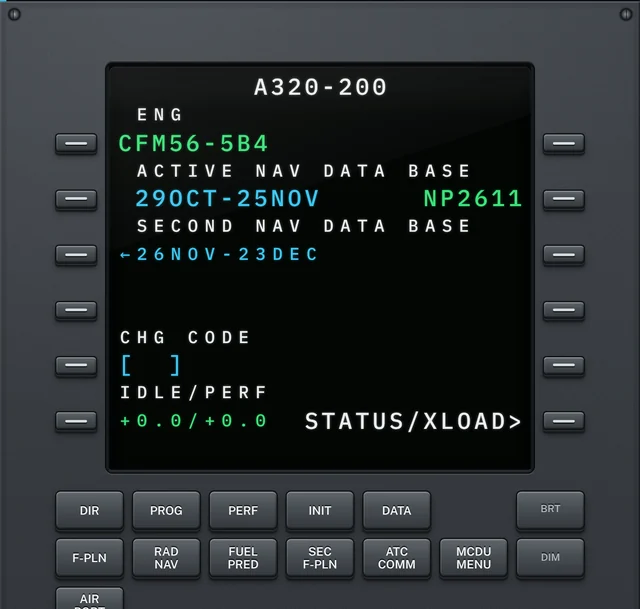 A320-200
ENG
CFM56-5B4
ACTIVE NAV DATA BASE
29OCT-25NOV NP2611
SECOND NAV DATA BASE
←26NOV-23DEC
CHG CODE
[ ]
IDLE/PERF
+0.0/+0.0 STATUS/XLOAD>
DIR PROG PERF INIT DATA BRT
F-PLN RAD NAV FUEL PRED SEC F-PLN ATC COMM MCDU MENU DIM
AIR PORT